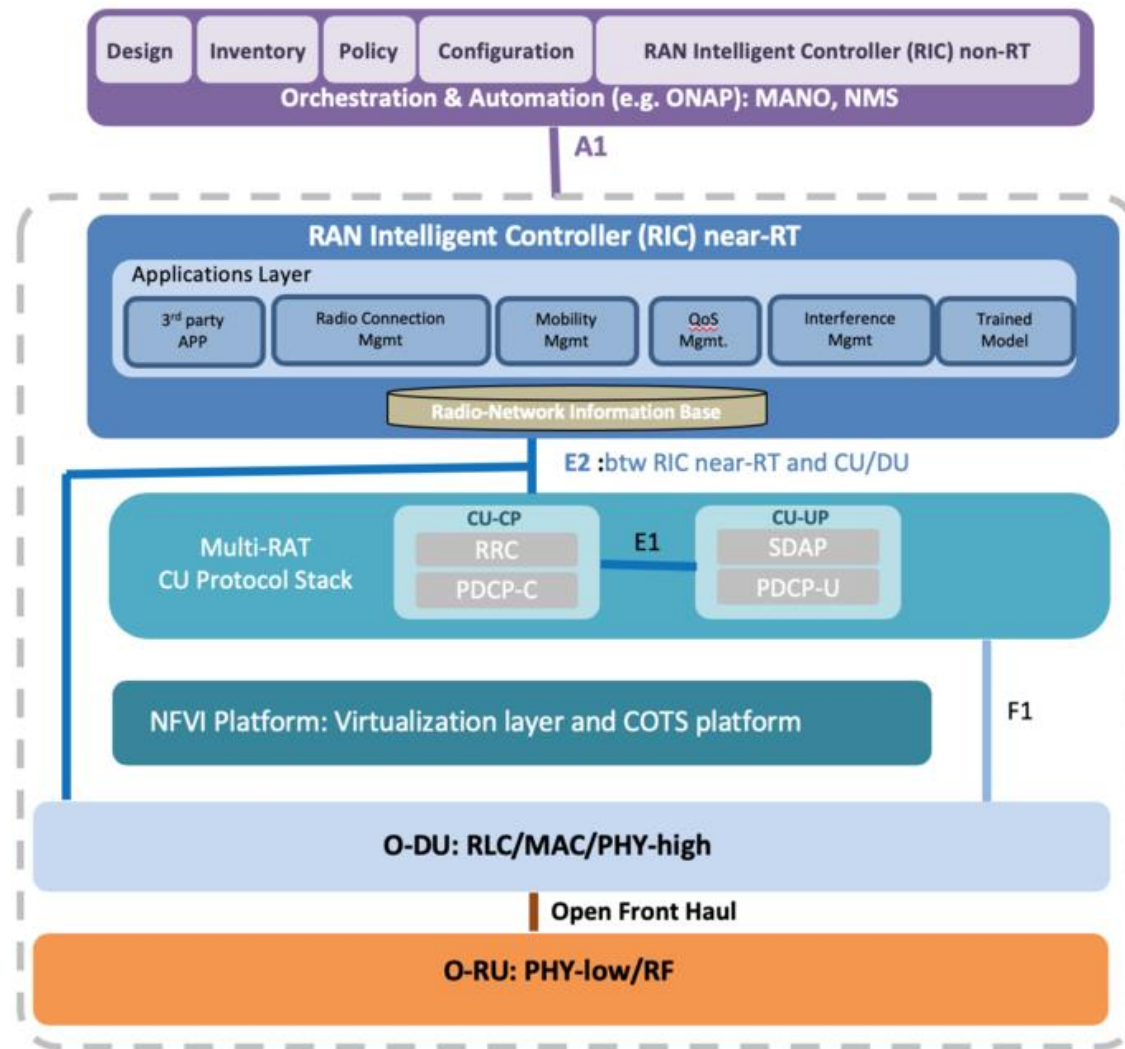 Design Inventory Policy Configuration RAN Intelligent Controller (RIC) non-RT
Orchestration & Automation (e.g. ONAP): MANO, NMS
A1
RAN Intelligent Controller (RIC) near-RT
Applications Layer
3rd party
APP
Radio Connection
Mgmt
Mobility
Mgmt
QoS
Mgmt.
Interference
Mgmt
Trained
Model
Radio-Network Information Base
E2 :btw RIC near-RT and CU/DU
Multi-RAT
CU Protocol Stack
CU-CP
RRC
PDCP-C
E1
CU-UP
SDAP
PDCP-U
NFVI Platform: Virtualization layer and COTS platform
F1
O-DU: RLC/MAC/PHY-high
Open Front Haul
O-RU: PHY-low/RF